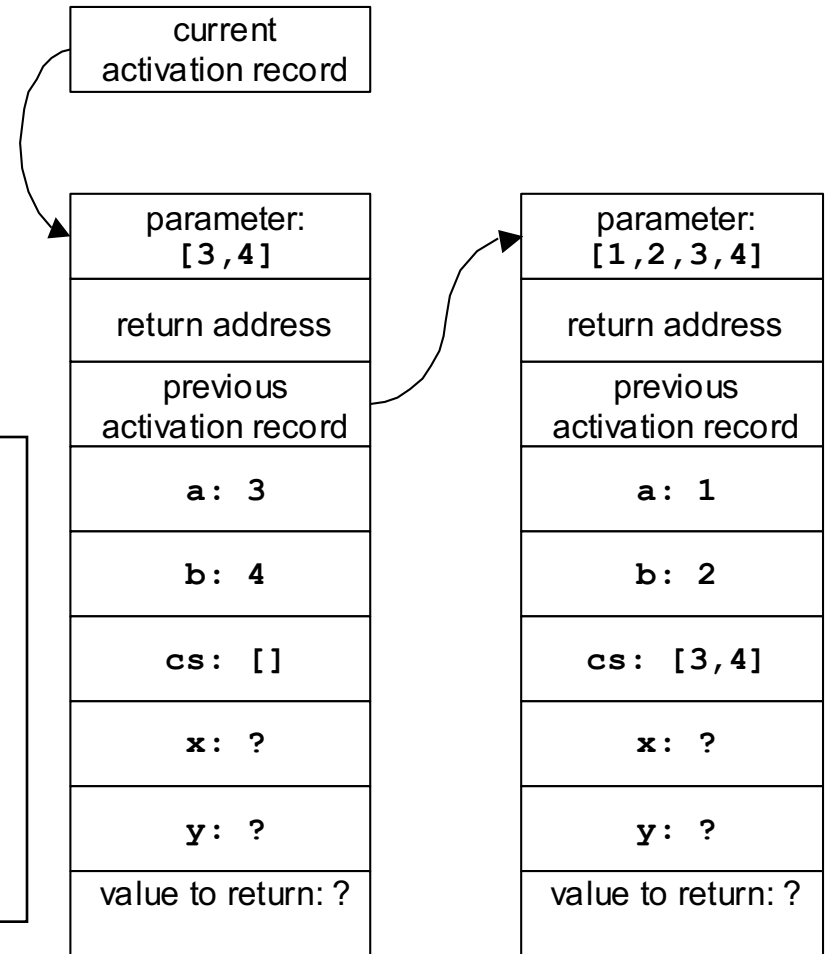 current
activation record
parameter:
[3,4]
return address
previous
activation record
a: 3
b: 4
cs: []
x: ?
y: ?
value to return: ?
parameter:
[1,2,3,4]
return address
previous
activation record
a: 1
b: 2
cs: [3,4]
x: ?
y: ?
value to return: ?